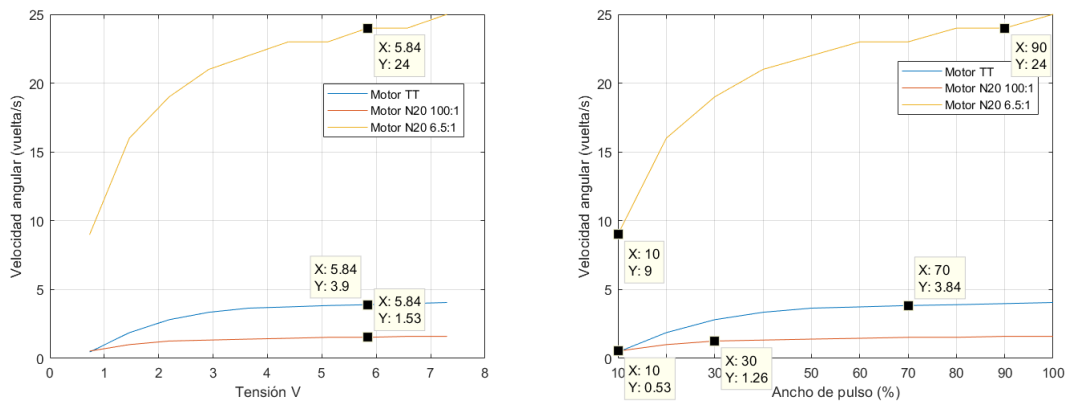 25
20
15
10
5
0
0 1 2 3 4 5 6 7 8
Velocidad angular (vuelta/s)
Tensión V
X: 5.84
Y: 24
Motor TT
Motor N20 100:1
Motor N20 6.5:1
X: 5.84
Y: 3.9
X: 5.84
Y: 1.53
25
20
15
10
5
0
10 20 30 40 50 60 70 80 90 100
Velocidad angular (vuelta/s)
Ancho de pulso (%)
X: 90
Y: 24
Motor TT
Motor N20 100:1
Motor N20 6.5:1
X: 10
Y: 9
X: 70
Y: 3.84
X: 10
Y: 0.53
X: 30
Y: 1.26